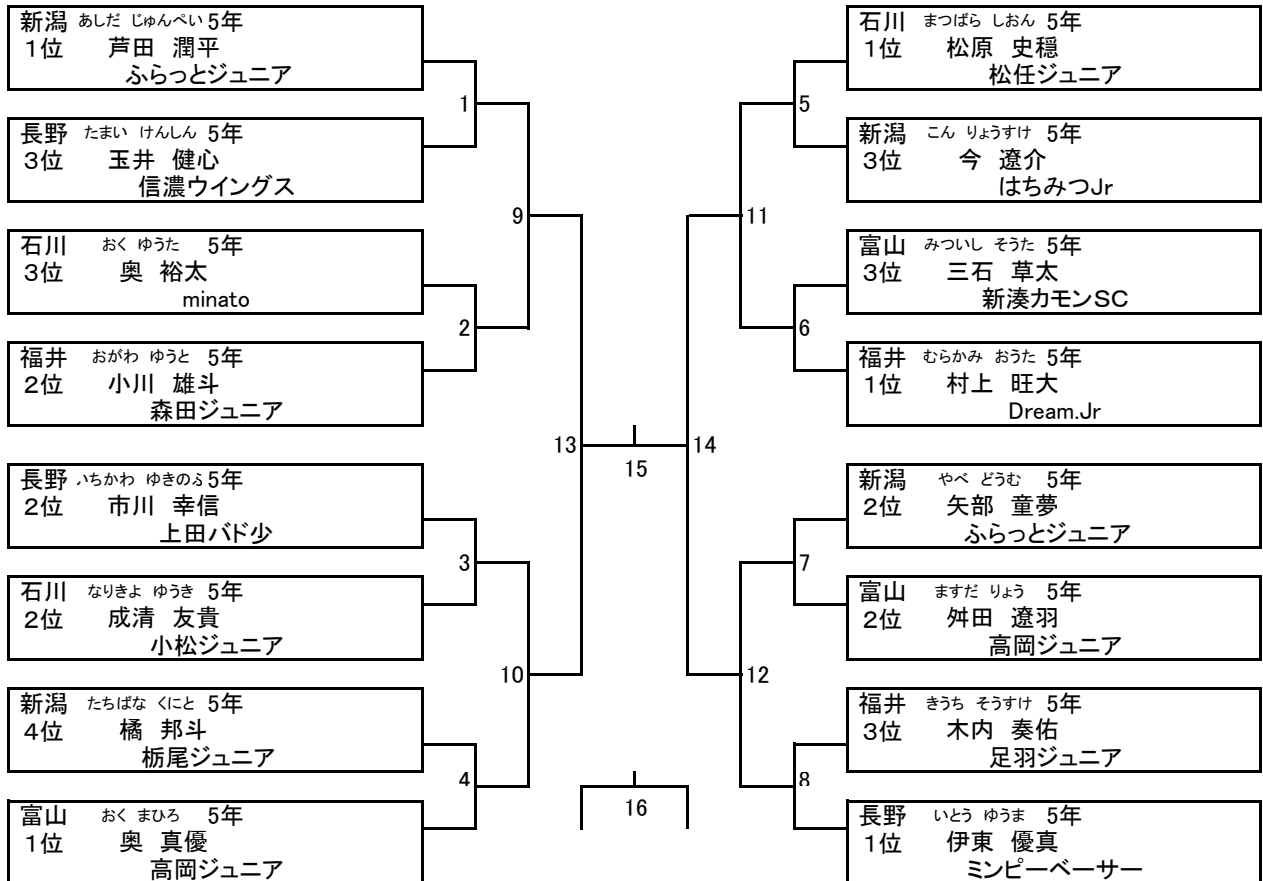 新潟 あしだ じゅんぺい 5年
1位 芦田 潤平
ふらっとジュニア
1
長野 たまい けんしん 5年
3位 玉井 健心
信濃ウイングス
9
石川 おく ゆうた 5年
3位 奥 裕太
minato
2
福井 おがわ ゆうと 5年
2位 小川 雄斗
森田ジュニア
13
長野 いちかわ ゆきのぶ 5年
2位 市川 幸信
上田バド少
3
石川 なりきよ ゆうき 5年
2位 成清 友貴
小松ジュニア
10
新潟 たちばな くにと 5年
4位 橘 邦斗
栃尾ジュニア
4
富山 おく まひろ 5年
1位 奥 真優
高岡ジュニア
15
16
石川 まつばら しおん 5年
1位 松原 史穏
松任ジュニア
5
新潟 こん りょうすけ 5年
3位 今 遼介
はちみつJr
11
富山 みついし そうた 5年
3位 三石 草太
新湊カモンSC
6
福井 むらかみ おうた 5年
1位 村上 旺大
Dream.Jr
14
新潟 やべ どうむ 5年
2位 矢部 童夢
ふらっとジュニア
7
富山 ますだ りょう 5年
2位 舛田 遼羽
高岡ジュニア
12
福井 きうち そうすけ 5年
3位 木内 奏佑
足羽ジュニア
8
長野 いとう ゆうま 5年
1位 伊東 優真
ミンピーベーサー